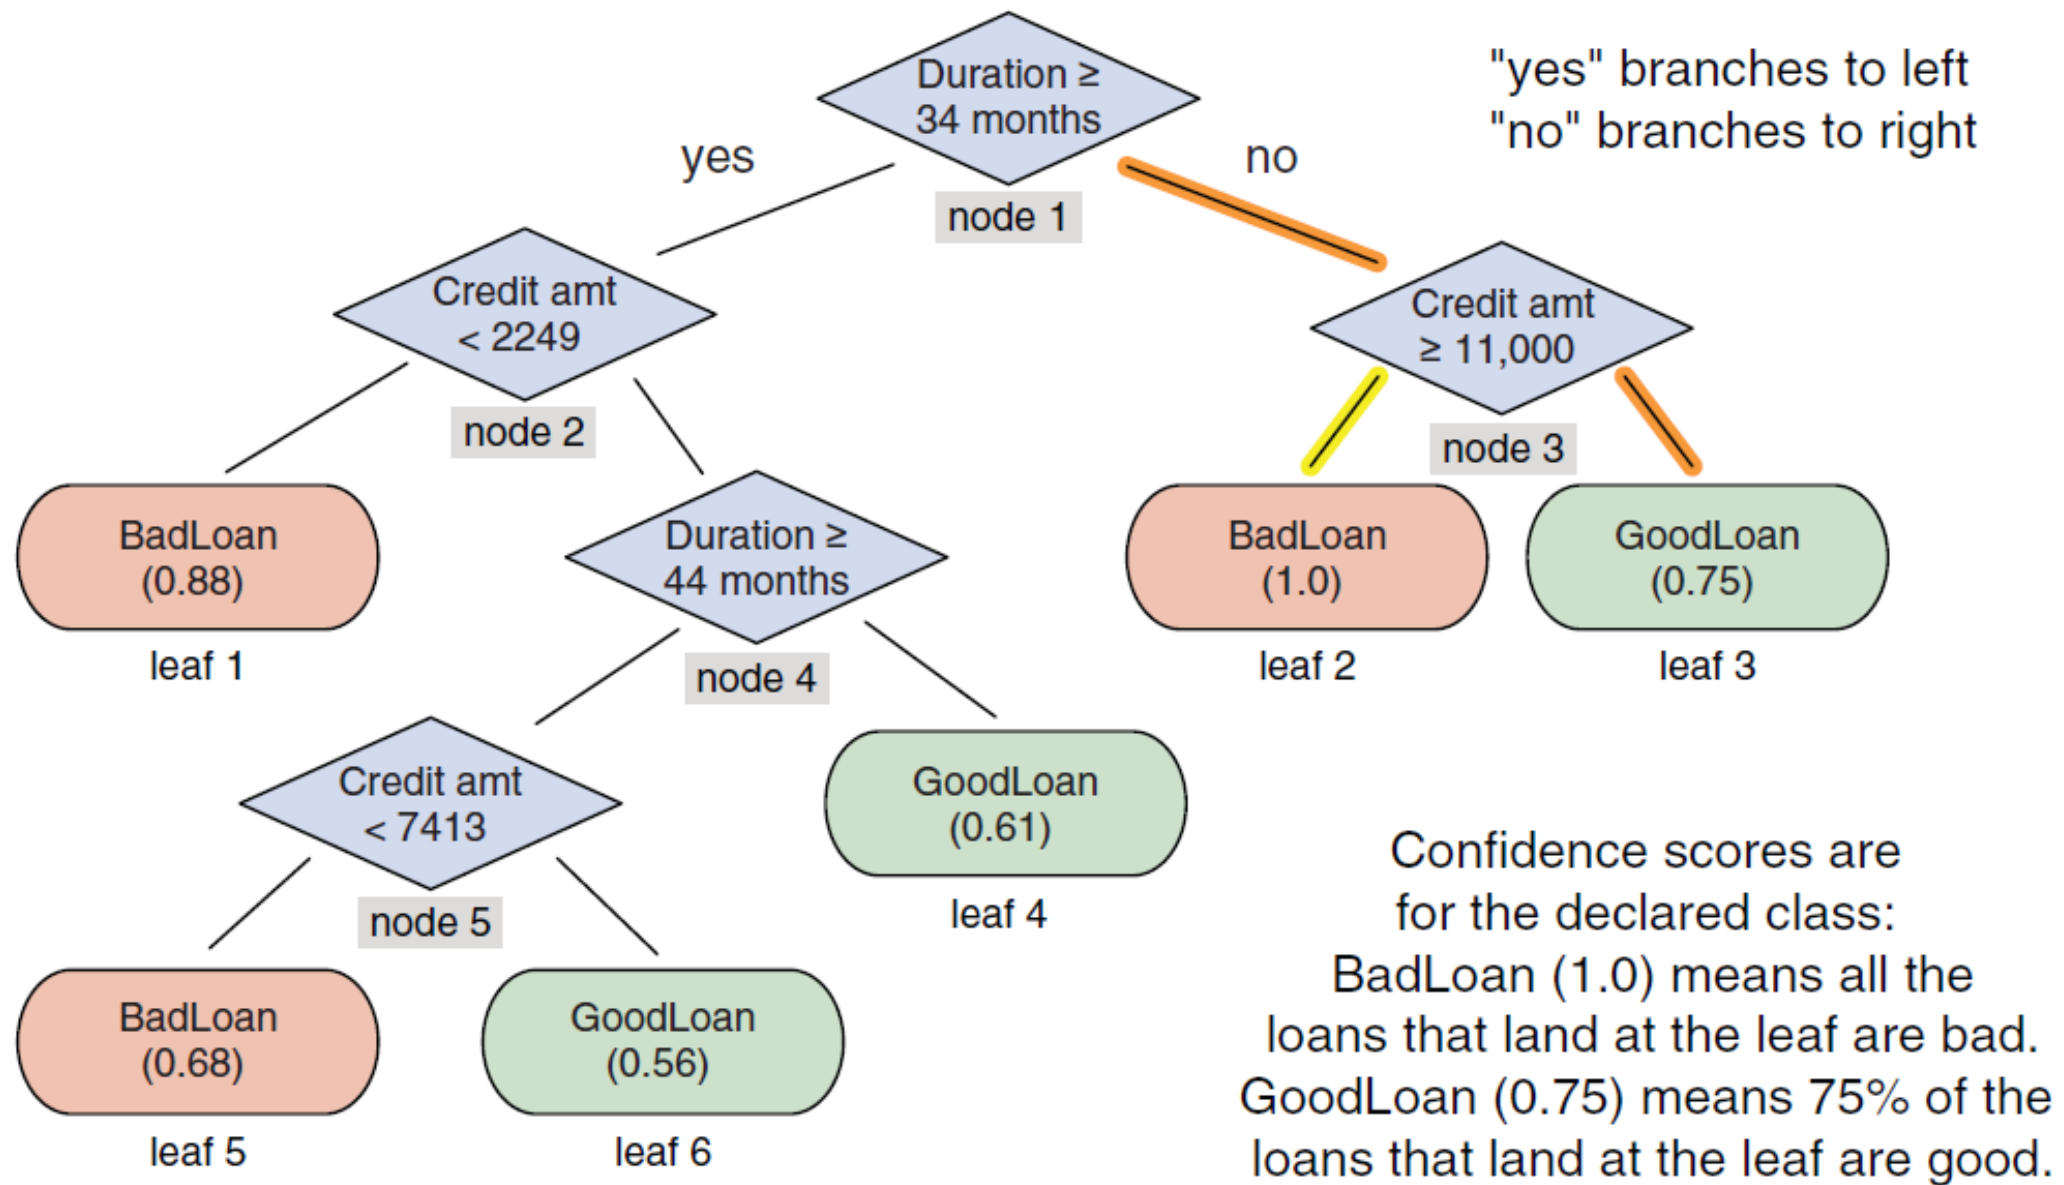 Duration ≥
34 months
"yes" branches to left
"no" branches to right
yes
no
node 1
Credit amt
< 2249
node 2
Credit amt
≥ 11,000
node 3
BadLoan
(0.88)
leaf 1
Duration ≥
44 months
node 4
BadLoan
(1.0)
leaf 2
GoodLoan
(0.75)
leaf 3
Credit amt
< 7413
node 5
GoodLoan
(0.61)
leaf 4
BadLoan
(0.68)
leaf 5
GoodLoan
(0.56)
leaf 6
Confidence scores are
for the declared class:
BadLoan (1.0) means all the
loans that land at the leaf are bad.
GoodLoan (0.75) means 75% of the
loans that land at the leaf are good.